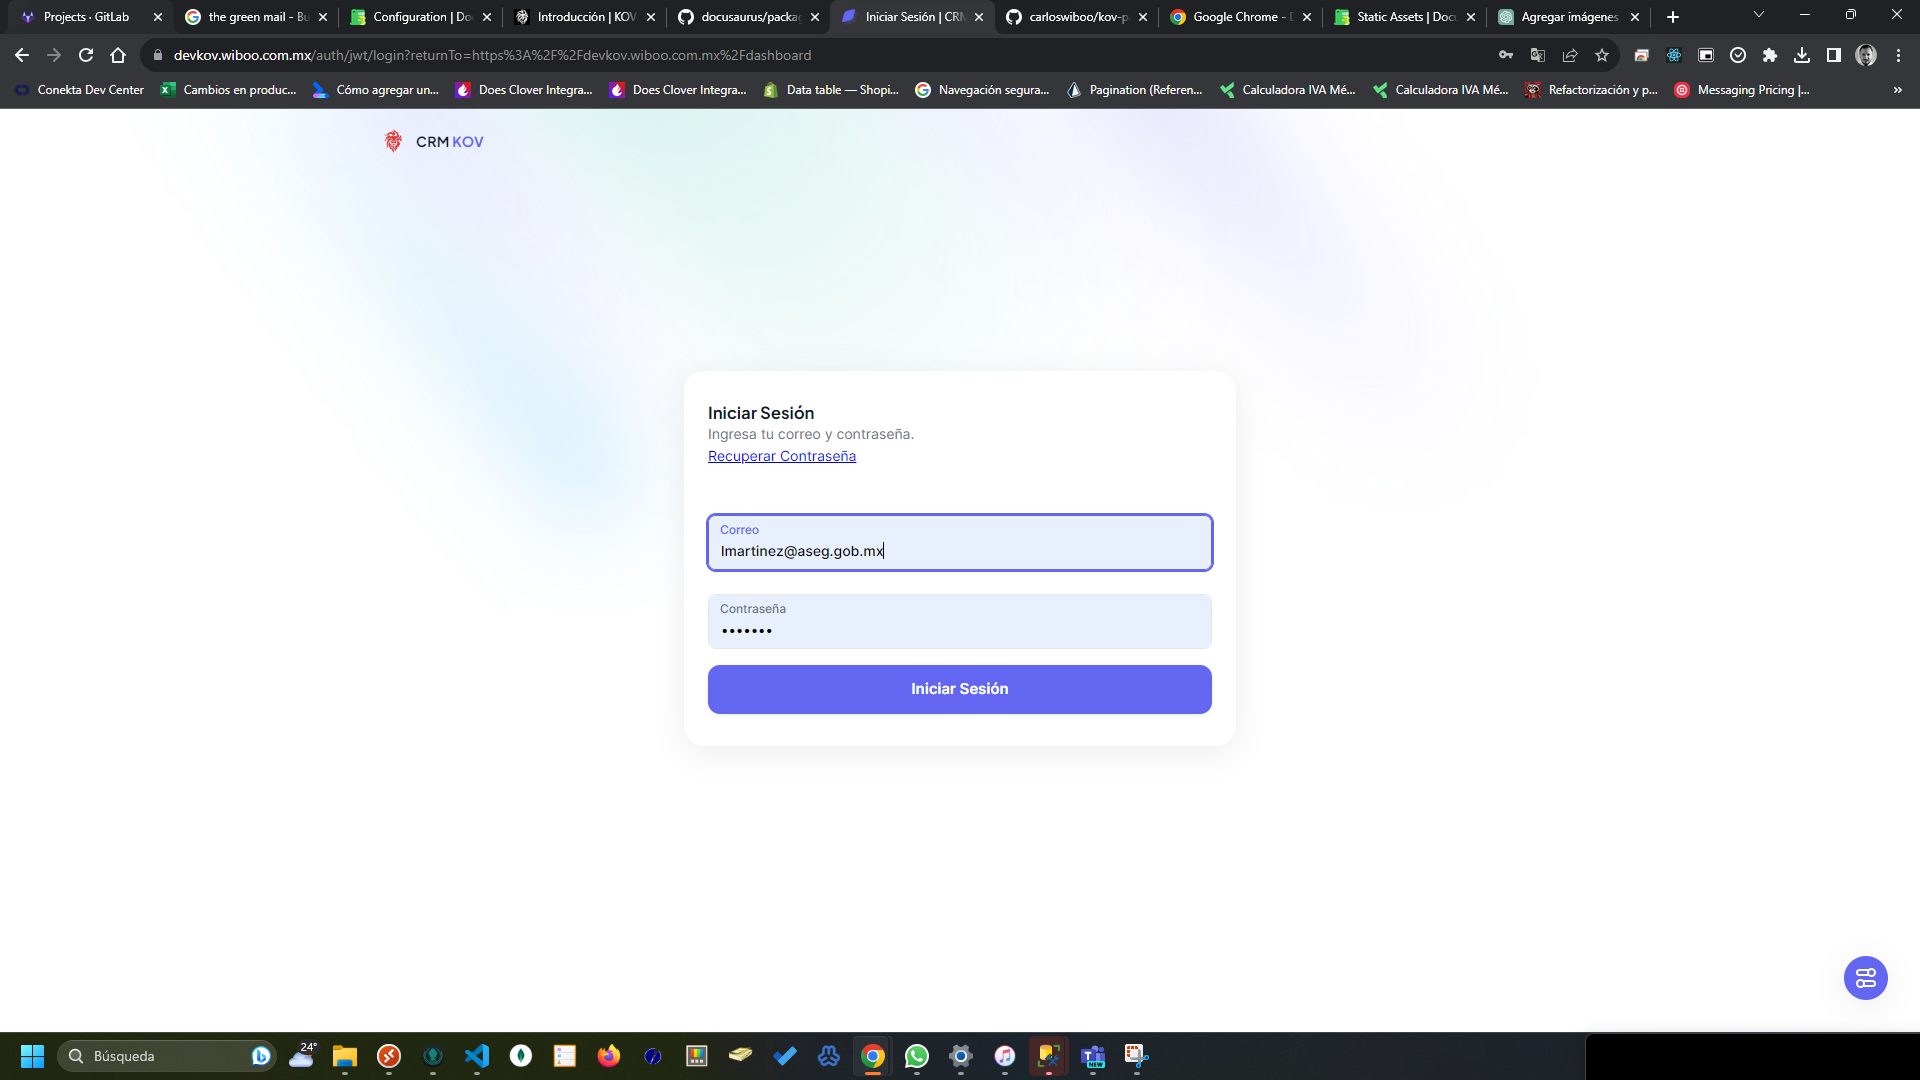 Projects · GitLab
the green mail - Bu
Configuration | Do
Introducción | KOV
docusaurus/packag
Iniciar Sesión | CRM
carloswiboo/kov-p
Google Chrome - D
Static Assets | Docu
Agregar imágenes
devkov.wiboo.com.mx/auth/jwt/login?returnTo=https%3A%2F%2Fdevkov.wiboo.com.mx%2Fdashboard
Conekta Dev Center
Cambios en produc...
Cómo agregar un...
Does Clover Integra...
Does Clover Integra...
Data table — Shopi...
Navegación segura...
Pagination (Referen...
Calculadora IVA Mé...
Calculadora IVA Mé...
Refactorización y p...
Messaging Pricing |...
CRM KOV
Iniciar Sesión
Ingresa tu correo y contraseña.
Recuperar Contraseña
Correo
lmartinez@aseg.gob.mx
Contraseña
•••••••
Iniciar Sesión
Búsqueda
24°
NEW